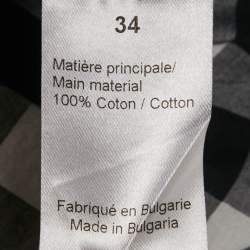 34
Matière principale/
Main material
100% Coton / Cotton
Fabriqué en Bulgarie
Made in Bulgaria